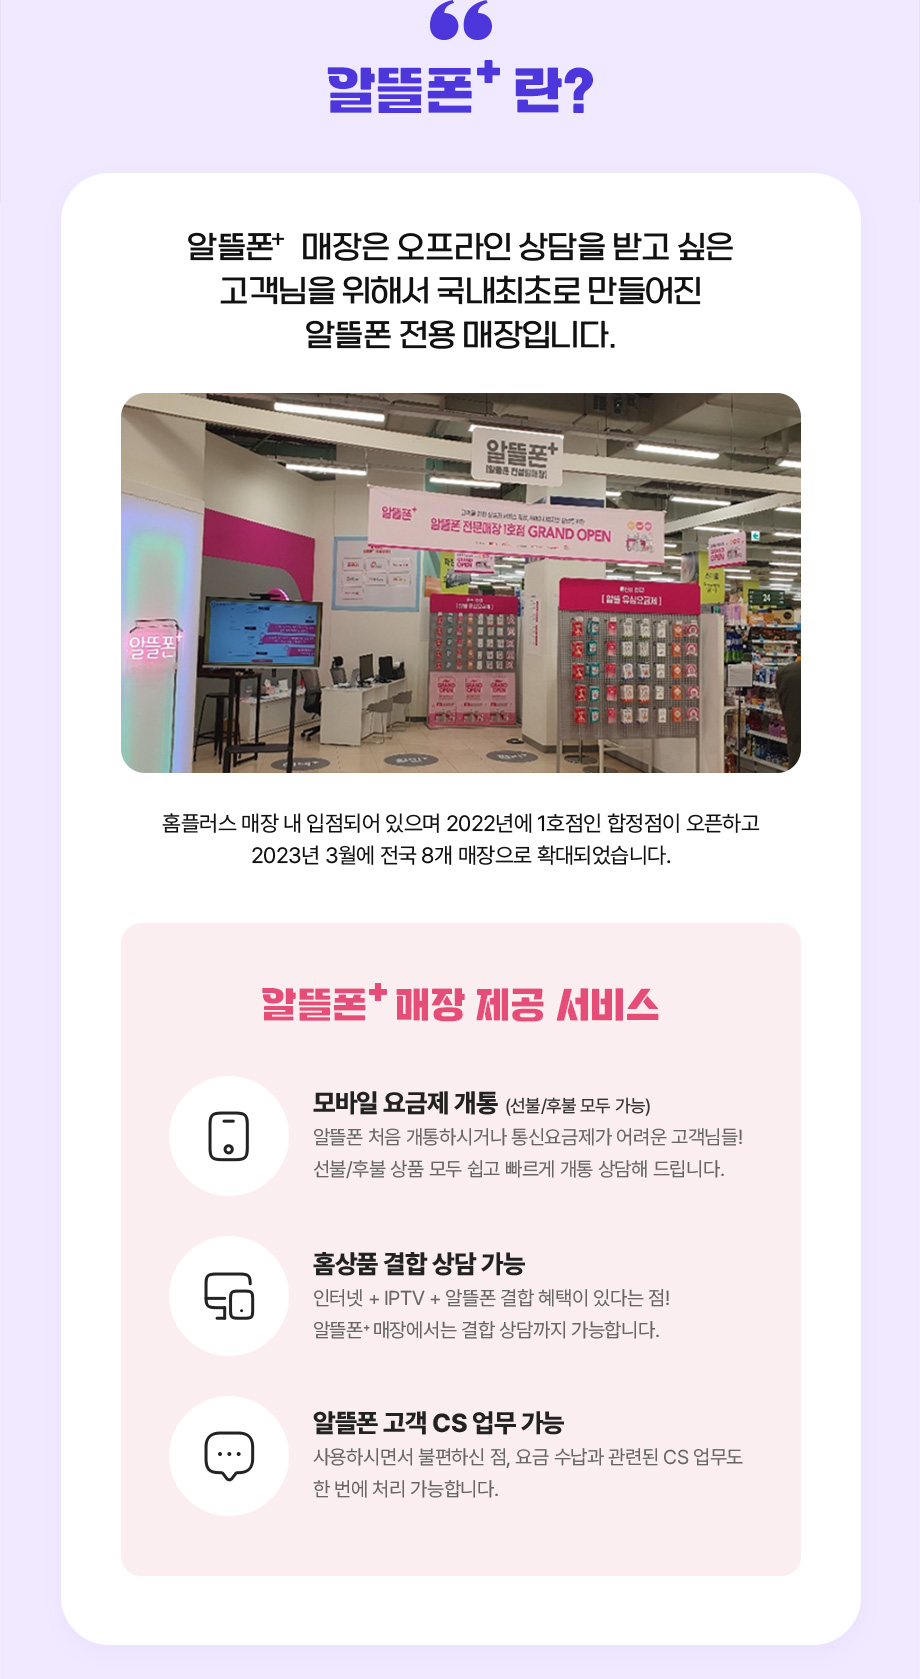 알뜰폰⁺ 란?
알뜰폰⁺ 매장은 오프라인 상담을 받고 싶은
고객님을 위해서 국내최초로 만들어진
알뜰폰 전용 매장입니다.
알뜰폰⁺
알뜰폰⁺
알뜰폰 전문매장 1호점 GRAND OPEN
[알뜰 유심요금제]
24
알뜰폰⁺
홈플러스 매장 내 입점되어 있으며 2022년에 1호점인 합정점이 오픈하고
2023년 3월에 전국 8개 매장으로 확대되었습니다.
알뜰폰⁺ 매장 제공 서비스
모바일 요금제 개통 (선불/후불 모두 가능)
알뜰폰 처음 개통하시거나 통신요금제가 어려운 고객님들!
선불/후불 상품 모두 쉽고 빠르게 개통 상담해 드립니다.
홈상품 결합 상담 가능
인터넷 + IPTV + 알뜰폰 결합 혜택이 있다는 점!
알뜰폰⁺ 매장에서는 결합 상담까지 가능합니다.
알뜰폰 고객 CS 업무 가능
사용하시면서 불편하신 점, 요금 수납과 관련된 CS 업무도
한 번에 처리 가능합니다.